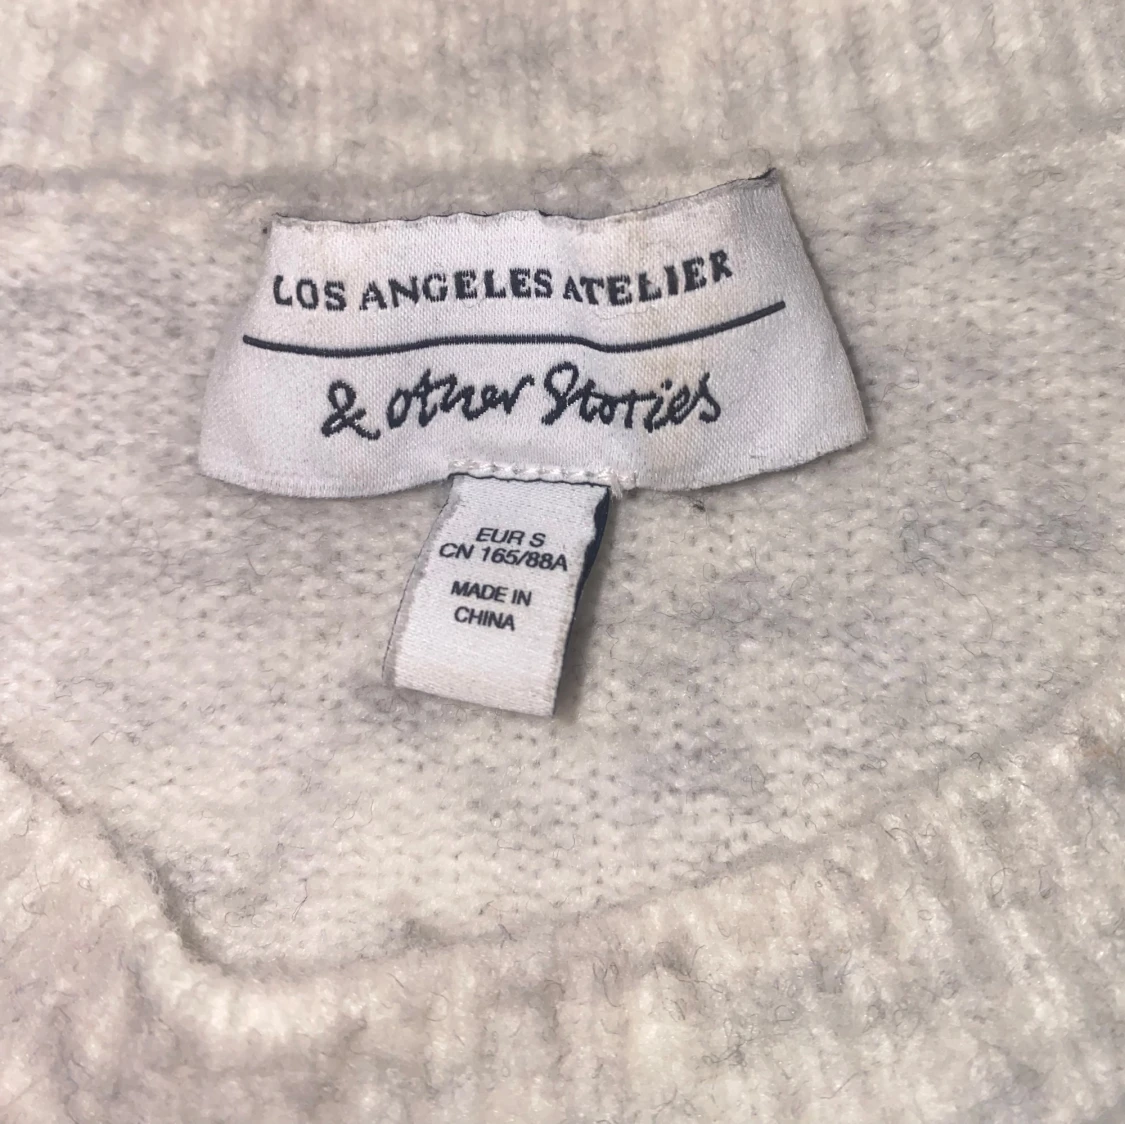 LOS ANGELES ATELIER
& other Stories
EUR S
CN 165/88A
MADE IN
CHINA